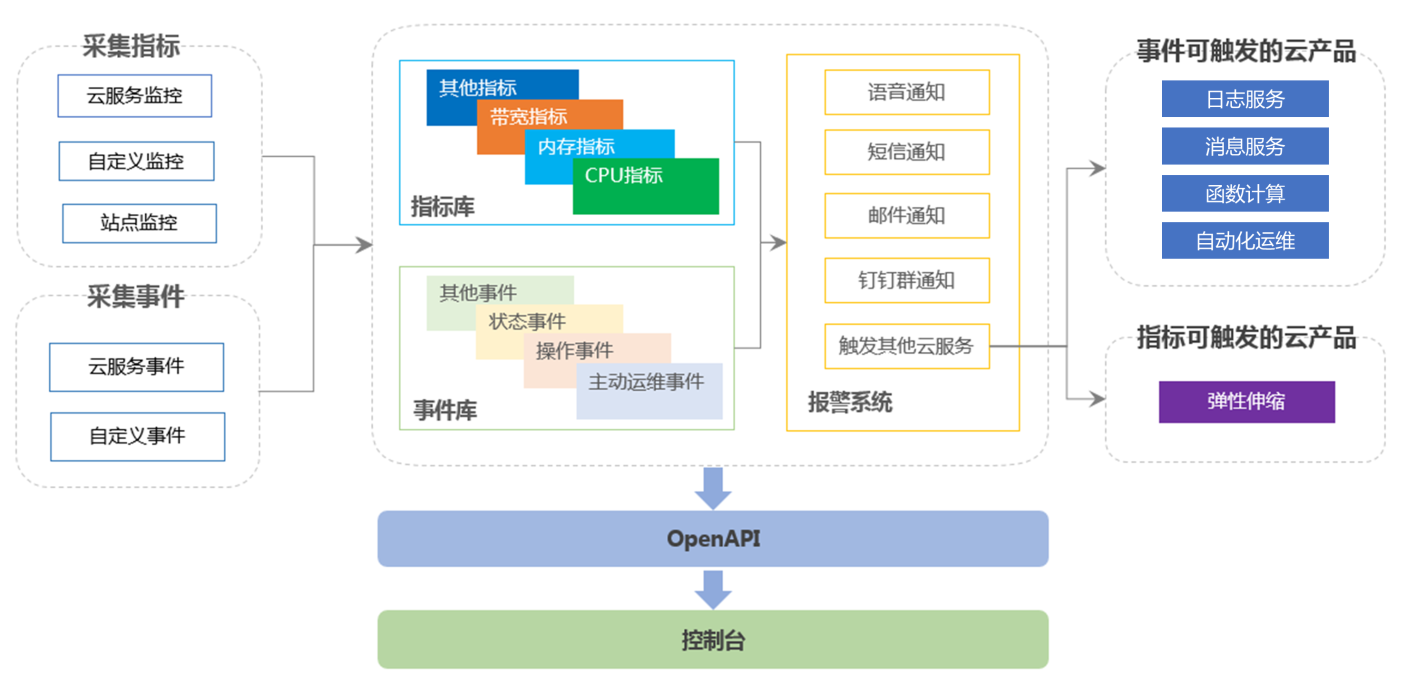 采集指标
云服务监控
自定义监控
站点监控
采集事件
云服务事件
自定义事件
其他指标
带宽指标
内存指标
CPU指标
指标库
其他事件
状态事件
操作事件
主动运维事件
事件库
语音通知
短信通知
邮件通知
钉钉群通知
触发其他云服务
报警系统
事件可触发的云产品
日志服务
消息服务
函数计算
自动化运维
指标可触发的云产品
弹性伸缩
OpenAPI
控制台